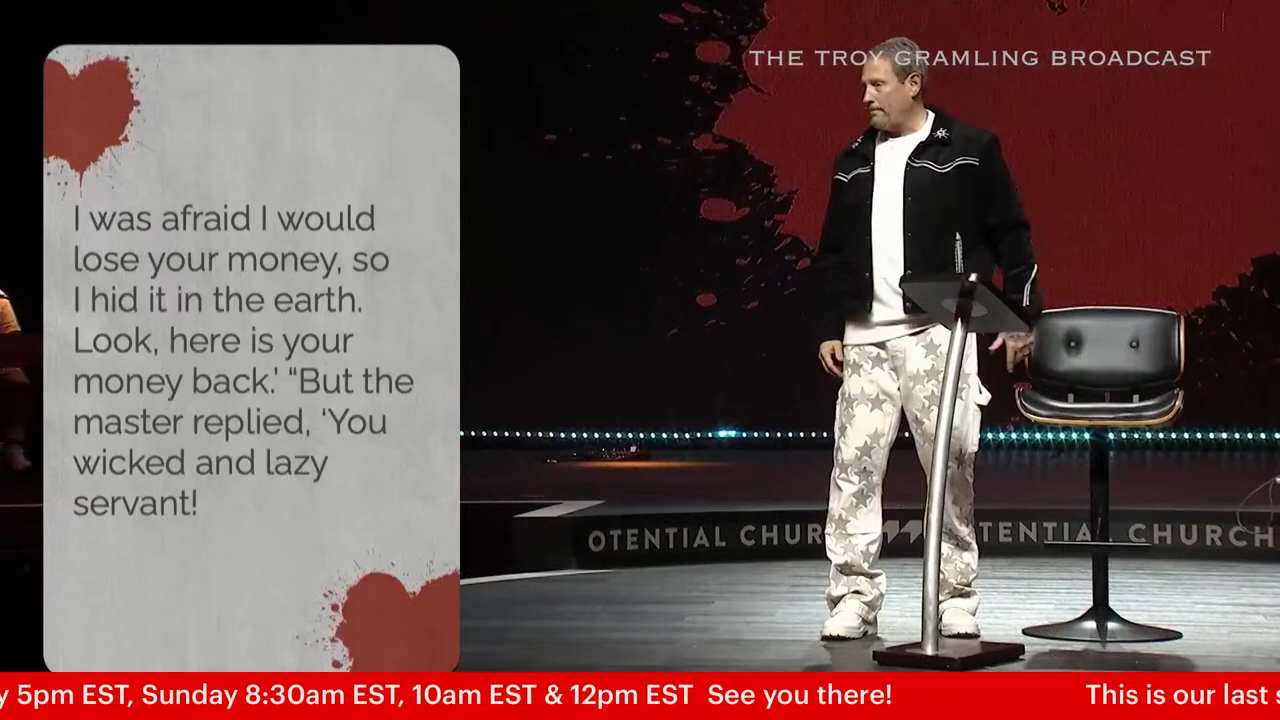 THE TROY GRAMLING BROADCAST
I was afraid I would
lose your money, so
I hid it in the earth.
Look, here is your
money back.’ “But the
master replied, ‘You
wicked and lazy
servant!
OTENTIAL CHUR TENTIAL CHURCH
y 5pm EST, Sunday 8:30am EST, 10am EST & 12pm EST See you there! This is our last s